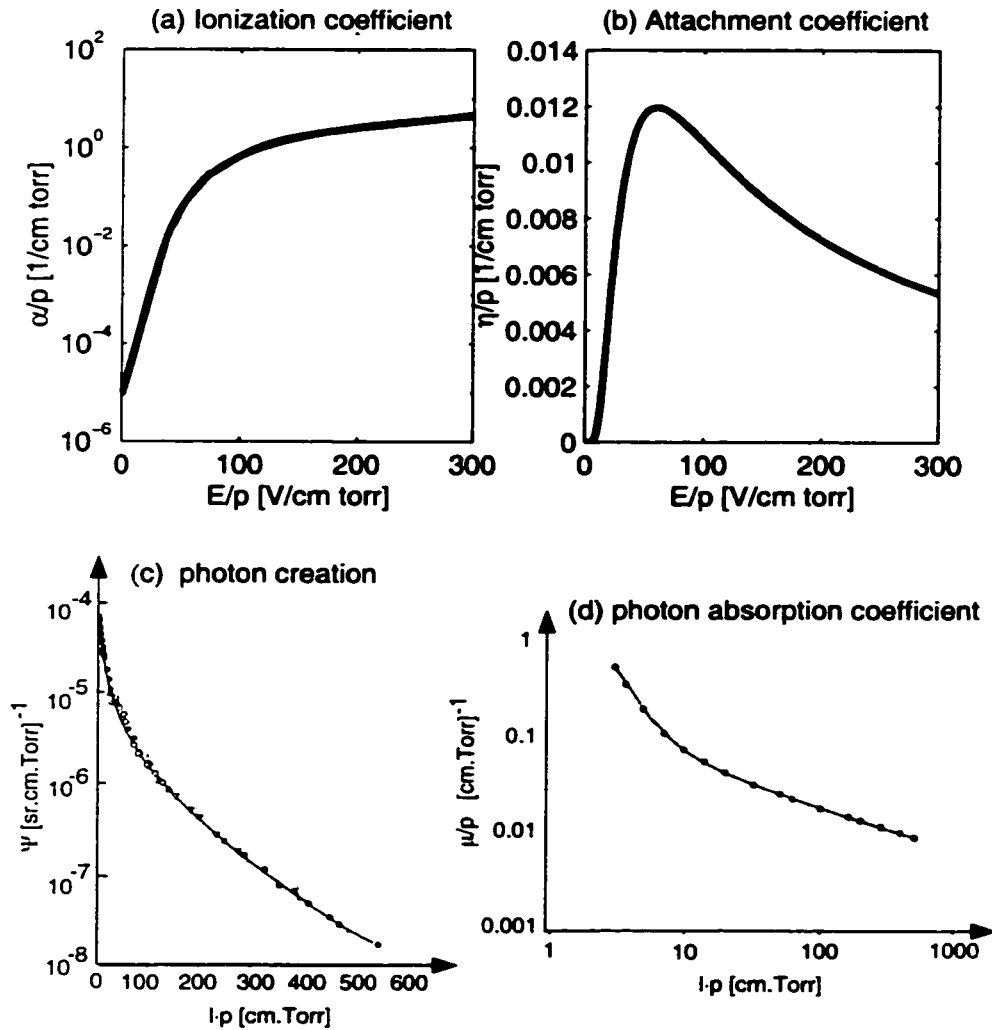 (a) Ionization coefficient
10^2
10^0
10^-2
10^-4
10^-6
α/p [1/cm torr]
0 100 200 300
E/p [V/cm torr]
(b) Attachment coefficient
0.014
0.012
0.01
0.008
0.006
0.004
0.002
0
η/p [1/cm torr]
0 100 200 300
E/p [V/cm torr]
(c) photon creation
10^-4
10^-5
10^-6
10^-7
10^-8
Ψ [sr.cm.Torr]^-1
0 100 200 300 400 500 600
l·p [cm.Torr]
(d) photon absorption coefficient
1
0.1
0.01
0.001
μ/p [cm.Torr]^-1
1 10 100 1000
l·p [cm.Torr]